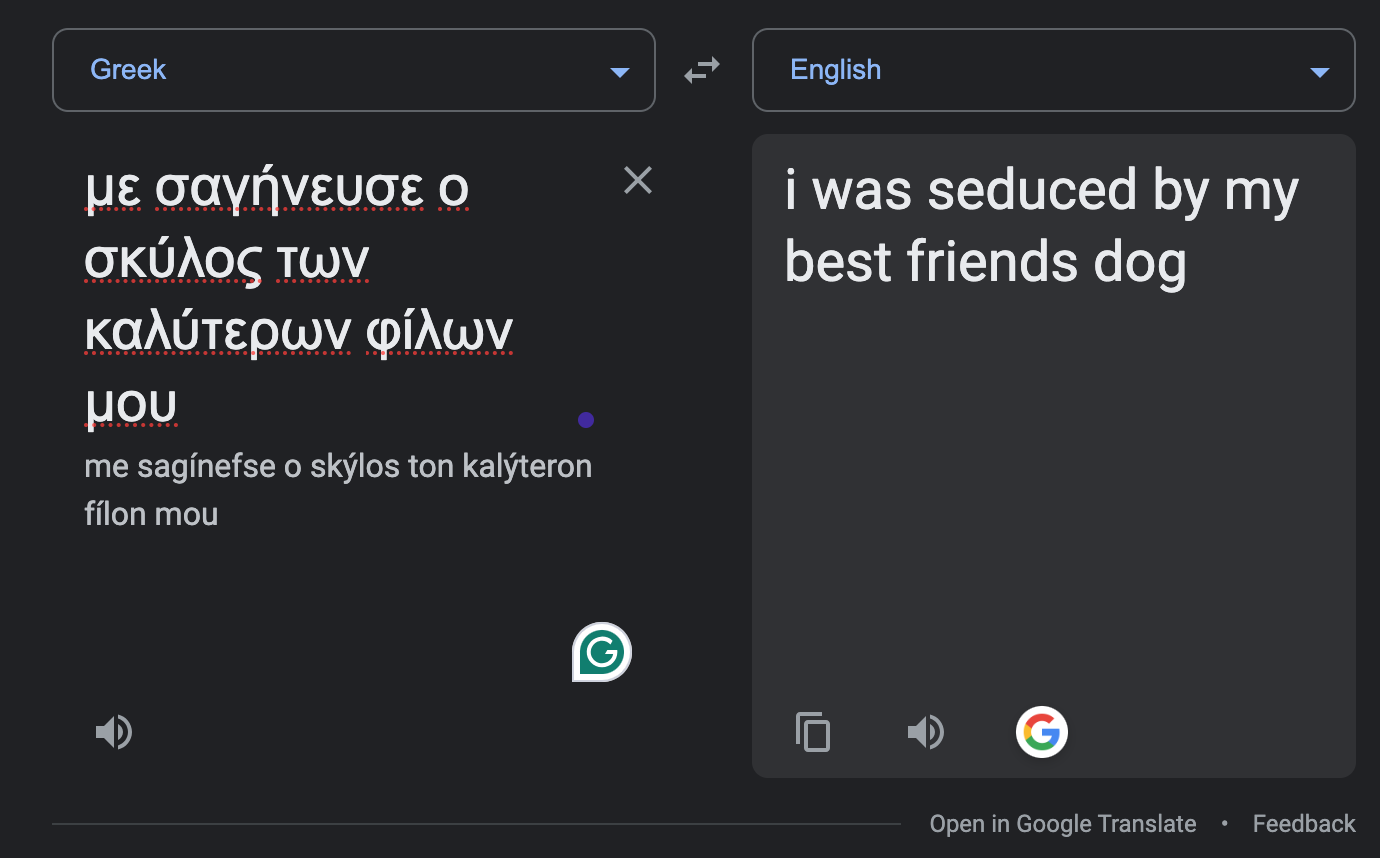 Greek
English
με σαγήνευσε ο
σκύλος των
καλύτερων φίλων
μου
me sagínefse o skýlos ton kalýteron
fílon mou
i was seduced by my
best friends dog
Open in Google Translate • Feedback